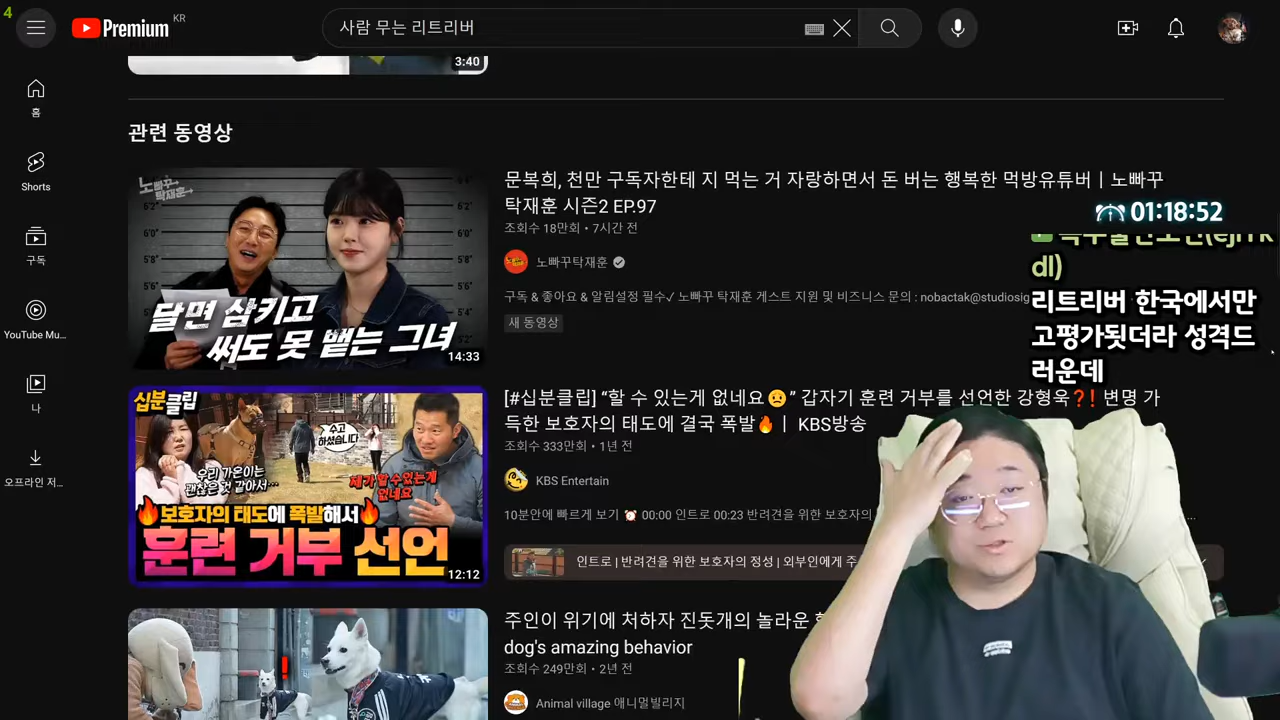 4
Premium
KR
사람 무는 리트리버
3:40
홈
Shorts
구독
YouTube Mu...
나
오프라인 저...
관련 동영상
노빠꾸
탁재훈
달면 삼키고
써도 못 뱉는 그녀
14:33
문복희, 천만 구독자한테 지 먹는 거 자랑하면서 돈 버는 행복한 먹방유튜버 | 노빠꾸
탁재훈 시즌2 EP.97
조회수 18만회 • 7시간 전
노빠꾸탁재훈
구독 & 좋아요 & 알림설정 필수✓ 노빠꾸 탁재훈 게스트 지원 및 비즈니스 문의 : nobactak@studiosig
새 동영상
01:18:52
dl)
리트리버 한국에서만
고평가됫더라 성격드
러운데
십분클립
수고
하셨습니다
우리 가온이는
괜찮은 것 같아서...
제가 할 수 있는게
없네요
보호자의 태도에 폭발해서
훈련 거부 선언
12:12
[#십분클립] “할 수 있는게 없네요😣” 갑자기 훈련 거부를 선언한 강형욱❓! 변명 가
득한 보호자의 태도에 결국 폭발🔥 | KBS방송
조회수 333만회 • 1년 전
KBS Entertain
10분안에 빠르게 보기 ⏰ 00:00 인트로 00:23 반려견을 위한 보호자의
인트로 | 반려견을 위한 보호자의 정성 | 외부인에게
주인이 위기에 처하자 진돗개의 놀라운
dog's amazing behavior
조회수 249만회 • 2년 전
Animal village 애니멀빌리지